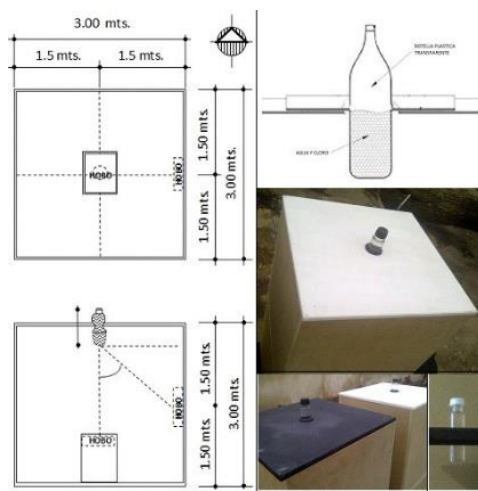 3.00 mts.
1.5 mts.
1.5 mts.
HOBO
HOBO
1.50 mts.
1.50 mts.
3.00 mts.
HOBO
HOBO
1.50 mts.
1.50 mts.
3.00 mts.
BOTELLA PLASTICA
TRANSPARENTE
AGUA Y CLORO